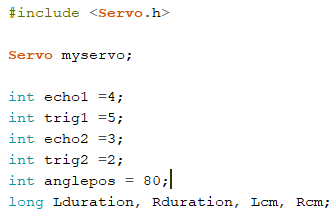 #include <Servo.h>
Servo myservo;
int echo1 =4;
int trig1 =5;
int echo2 =3;
int trig2 =2;
int anglepos = 80;
long Lduration, Rduration, Lcm, Rcm;